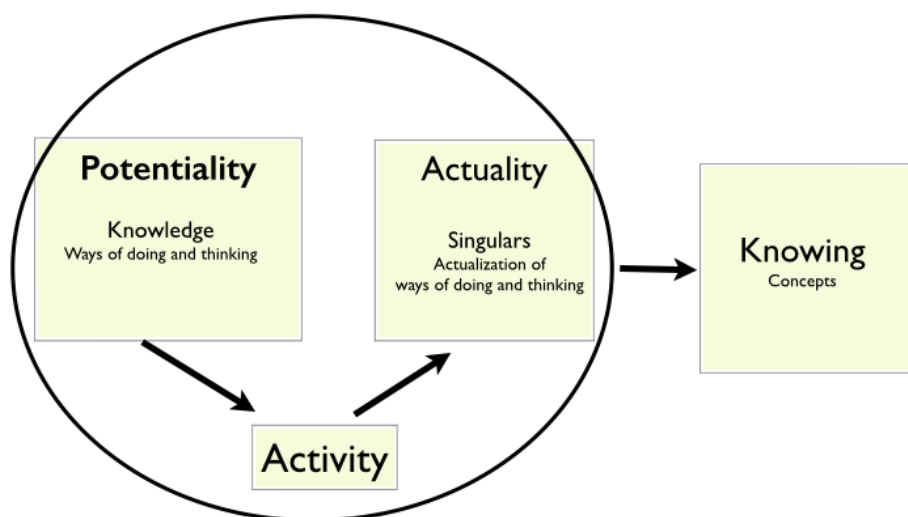 Potentiality
Knowledge
Ways of doing and thinking
Actuality
Singulars
Actualization of
ways of doing and thinking
Knowing
Concepts
Activity